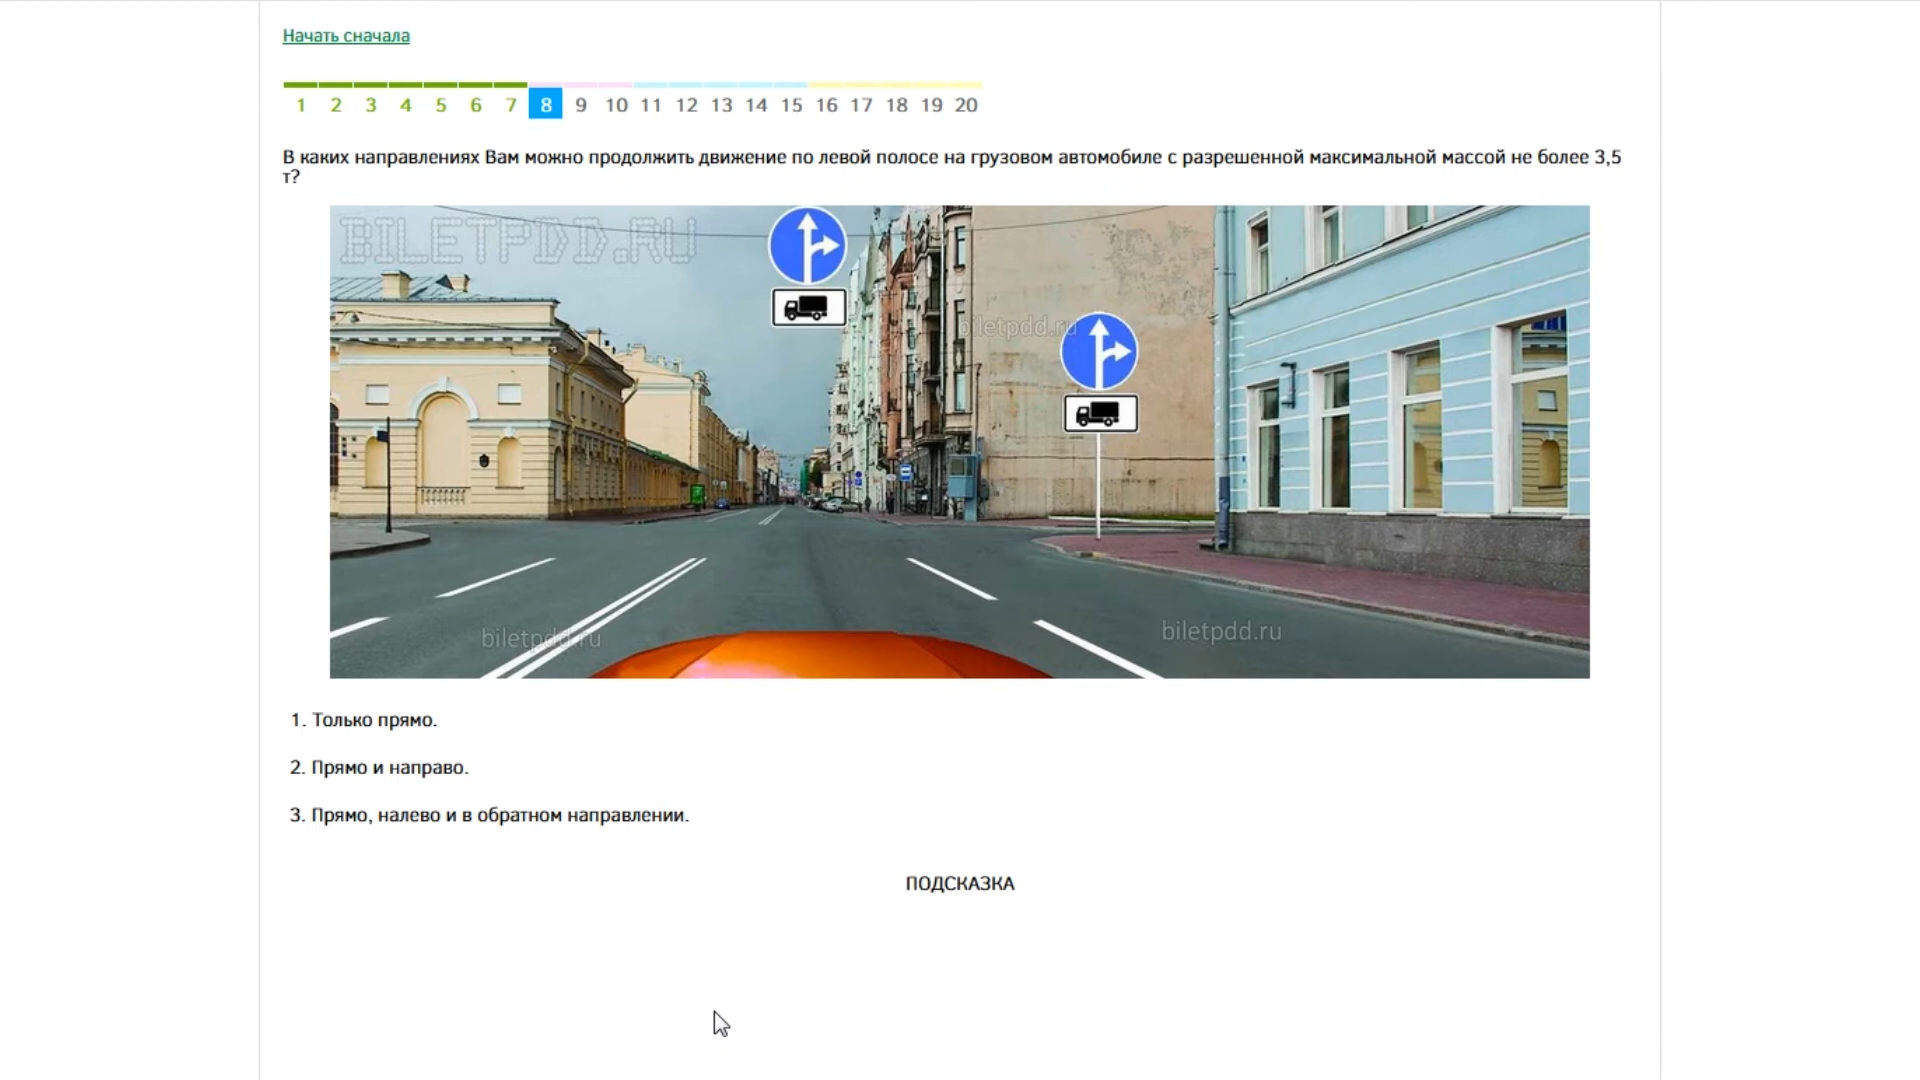 Начать сначала
1 2 3 4 5 6 7 8 9 10 11 12 13 14 15 16 17 18 19 20
В каких направлениях Вам можно продолжить движение по левой полосе на грузовом автомобиле с разрешенной максимальной массой не более 3,5
т?
BILETPDD.RU
biletpdd.ru
biletpdd.ru
biletpdd.ru
1. Только прямо.
2. Прямо и направо.
3. Прямо, налево и в обратном направлении.
ПОДСКАЗКА